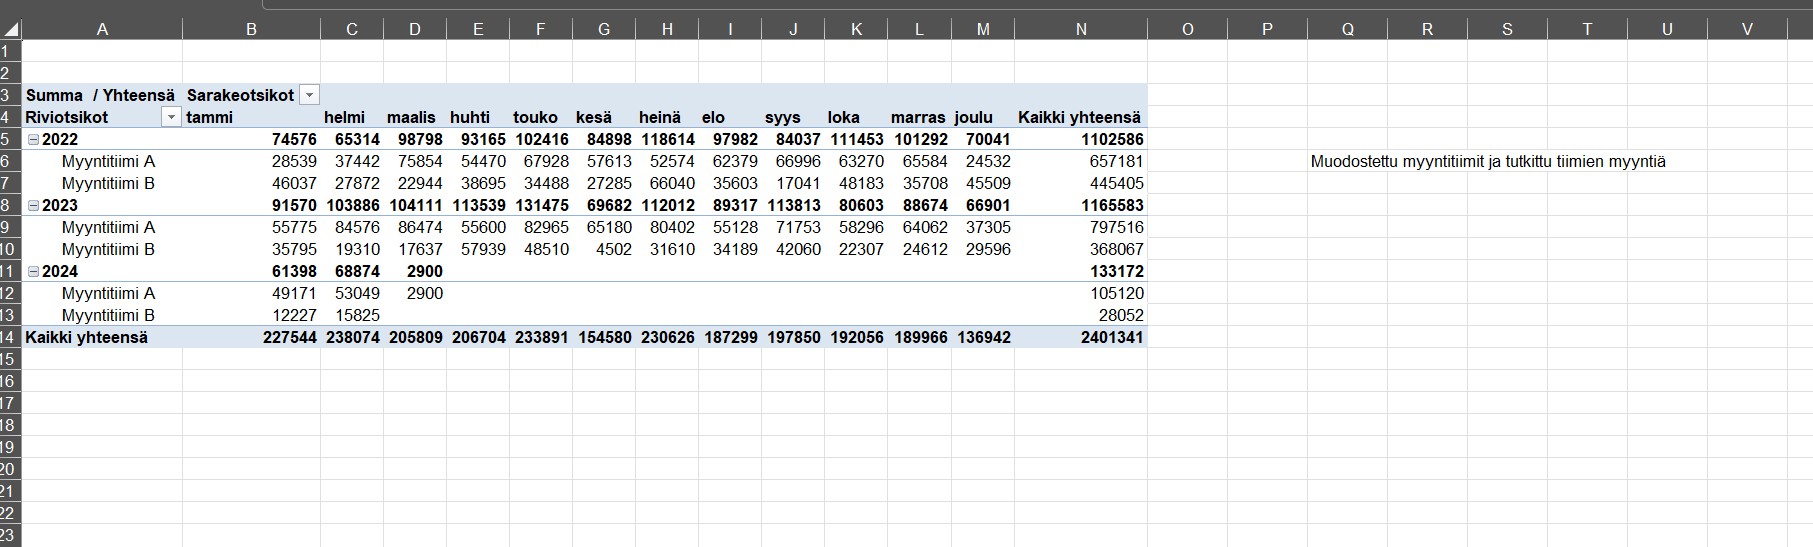 A B C D E F G H I J K L M N O P Q R S T U V
1
2
3 Summa / Yhteensä Sarakeotsikot
4 Riviotsikot tammi helmi maalis huhti touko kesä heinä elo syys loka marras joulu Kaikki yhteensä
5 2022 74576 65314 98798 93165 102416 84898 118614 97982 84037 111453 101292 70041 1102586
6 Myyntitiimi A 28539 37442 75854 54470 67928 57613 52574 62379 66996 63270 65584 24532 657181 Muodostettu myyntitiimit ja tutkittu tiimien myyntiä
7 Myyntitiimi B 46037 27872 22944 38695 34488 27285 66040 35603 17041 48183 35708 45509 445405
8 2023 91570 103886 104111 113539 131475 69682 112012 89317 113813 80603 88674 66901 1165583
9 Myyntitiimi A 55775 84576 86474 55600 82965 65180 80402 55128 71753 58296 64062 37305 797516
10 Myyntitiimi B 35795 19310 17637 57939 48510 4502 31610 34189 42060 22307 24612 29596 368067
11 2024 61398 68874 2900 133172
12 Myyntitiimi A 49171 53049 2900 105120
13 Myyntitiimi B 12227 15825 28052
14 Kaikki yhteensä 227544 238074 205809 206704 233891 154580 230626 187299 197850 192056 189966 136942 2401341
15
16
17
18
19
20
21
22
23